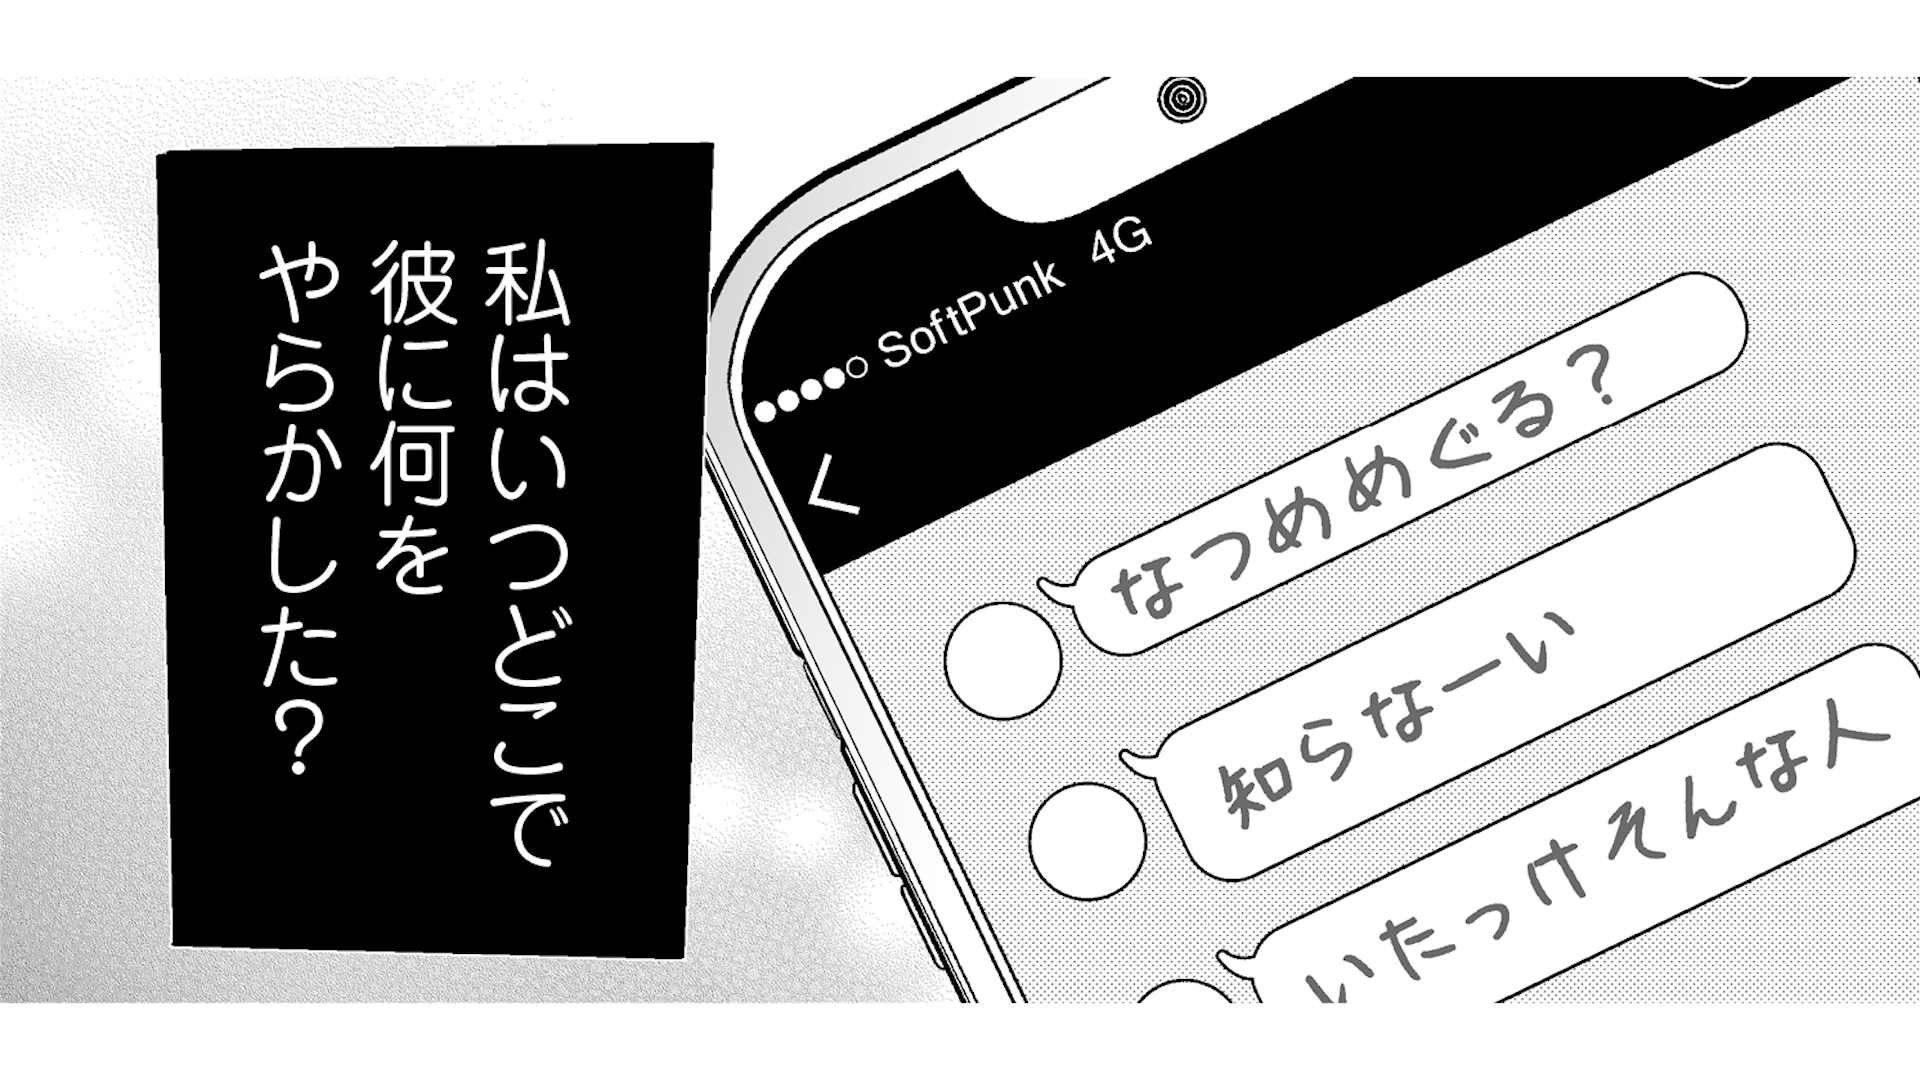 私はいつどこで
彼に何を
やらかした？
SoftPunk 4G
なつめめぐる？
知らなーい
いたっけそんな人